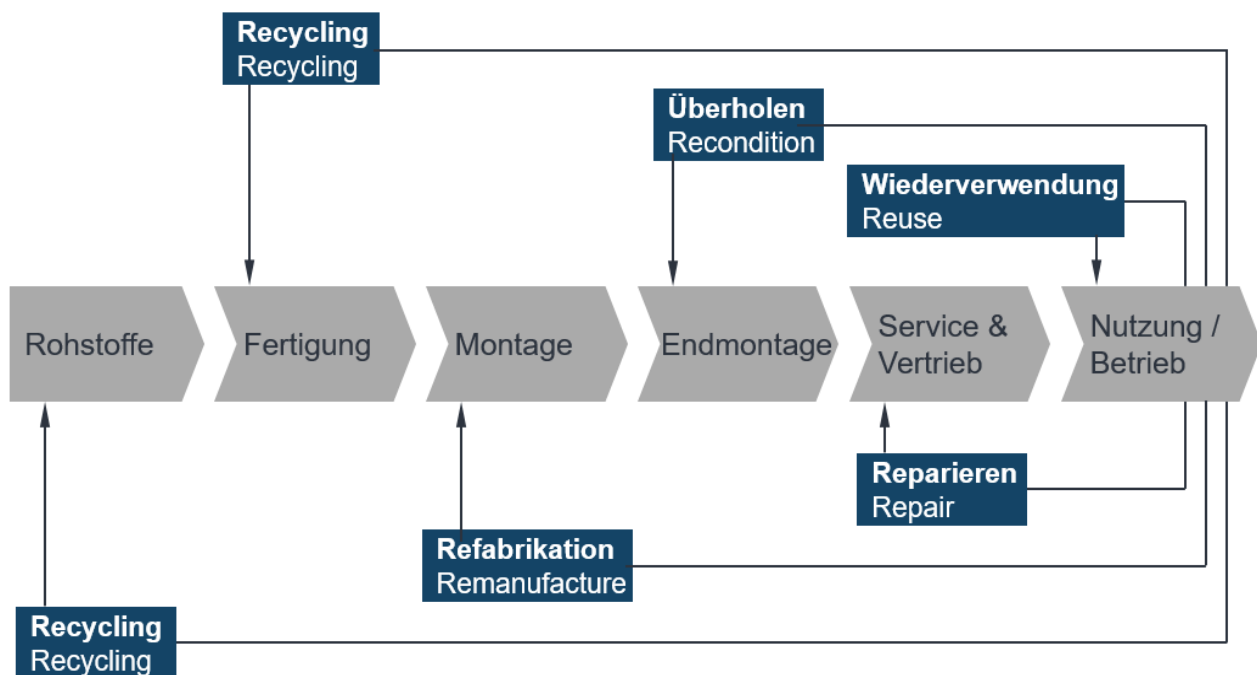 Recycling
Recycling
Überholen
Recondition
Wiederverwendung
Reuse
Rohstoffe
Fertigung
Montage
Endmontage
Service &
Vertrieb
Nutzung /
Betrieb
Reparieren
Repair
Refabrikation
Remanufacture
Recycling
Recycling